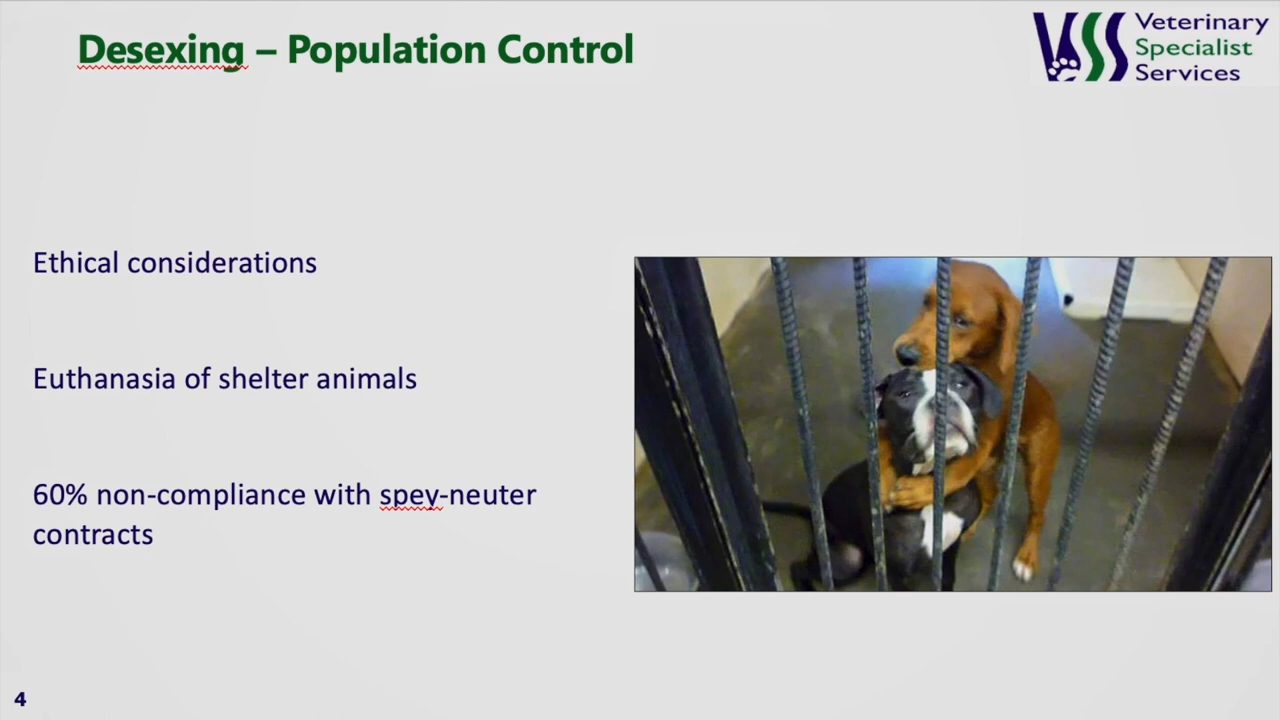 Desexing – Population Control
Veterinary
Specialist
Services
VSS
Ethical considerations
Euthanasia of shelter animals
60% non-compliance with spey-neuter
contracts
4